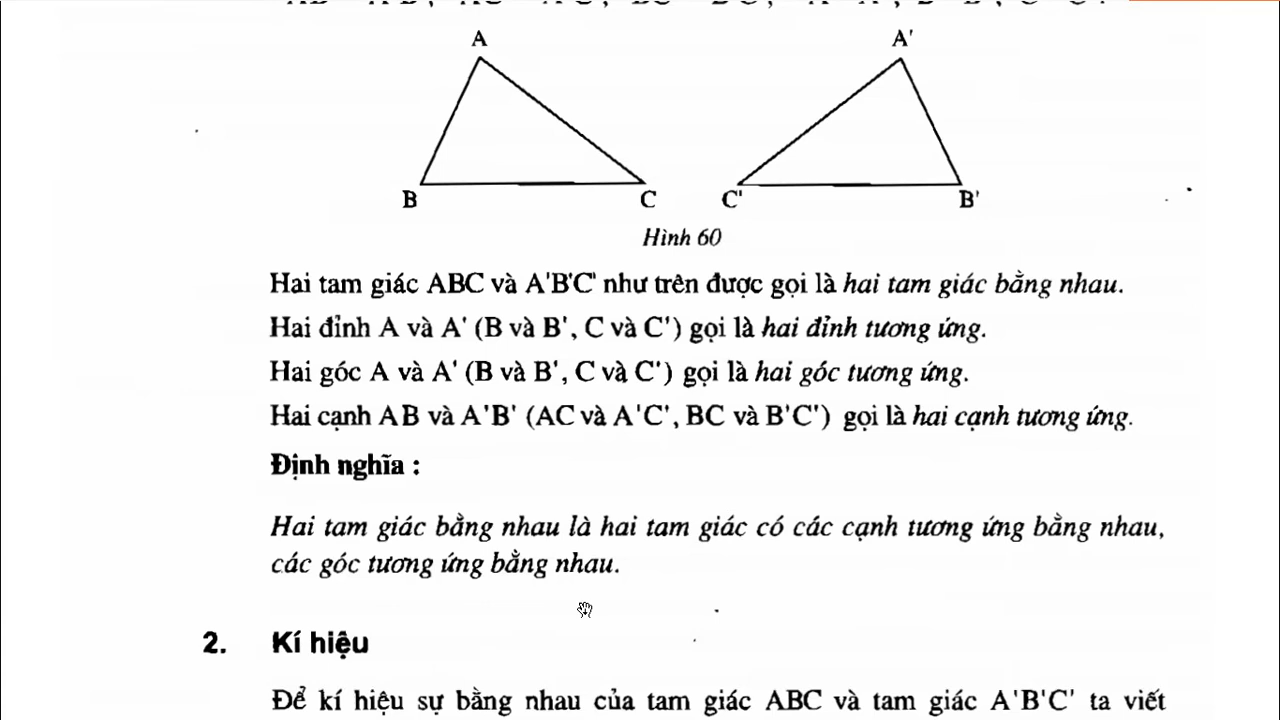 A
A'
B
C
C'
B'
Hình 60
Hai tam giác ABC và A'B'C' như trên được gọi là hai tam giác bằng nhau.
Hai đỉnh A và A' (B và B', C và C') gọi là hai đỉnh tương ứng.
Hai góc A và A' (B và B', C và C') gọi là hai góc tương ứng.
Hai cạnh AB và A'B' (AC và A'C', BC và B'C') gọi là hai cạnh tương ứng.
Định nghĩa :
Hai tam giác bằng nhau là hai tam giác có các cạnh tương ứng bằng nhau,
các góc tương ứng bằng nhau.
2. Kí hiệu
Để kí hiệu sự bằng nhau của tam giác ABC và tam giác A'B'C' ta viết